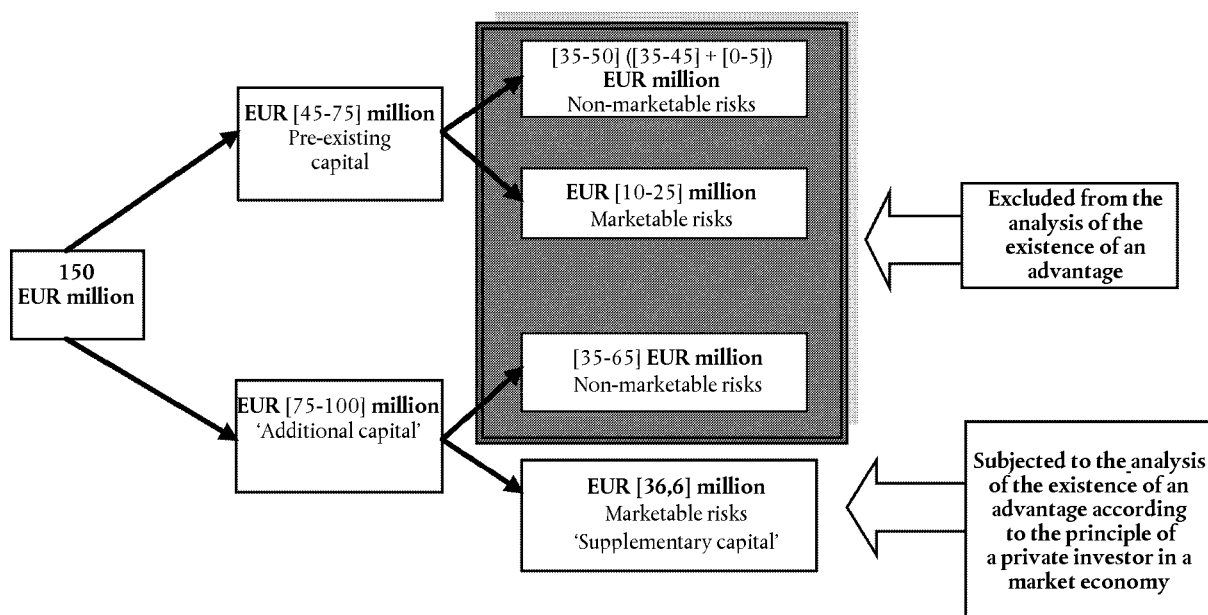 150
EUR million
EUR [45-75] million
Pre-existing
capital
EUR [75-100] million
‘Additional capital’
[35-50] ([35-45] + [0-5])
EUR million
Non-marketable risks
EUR [10-25] million
Marketable risks
[35-65] EUR million
Non-marketable risks
EUR [36,6] million
Marketable risks
‘Supplementary capital’
Excluded from the
analysis of the
existence of an
advantage
Subjected to the analysis
of the existence of an
advantage according
to the principle of
a private investor in a
market economy